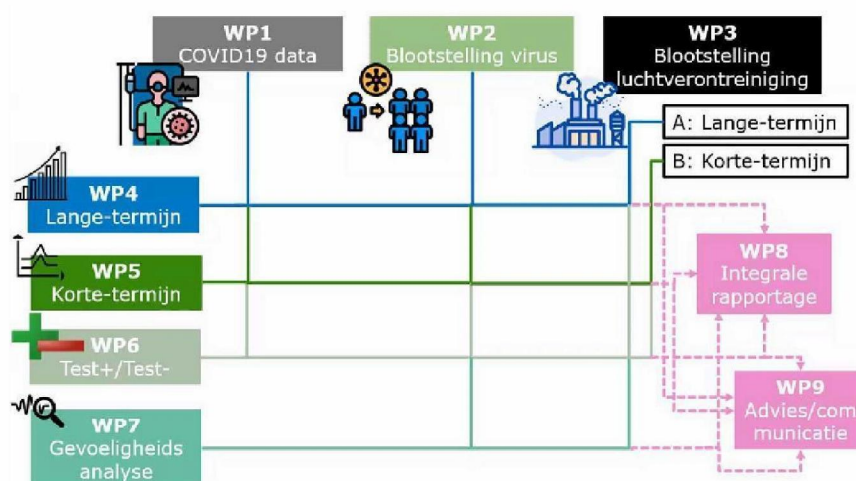 WP1
COVID19 data
WP2
Blootstelling virus
WP3
Blootstelling
luchtverontreiniging
A: Lange-termijn
B: Korte-termijn
WP4
Lange-termijn
WP5
Korte-termijn
WP6
Test+/Test-
WP7
Gevoeligheids
analyse
WP8
Integrale
rapportage
WP9
Advies/com
municatie